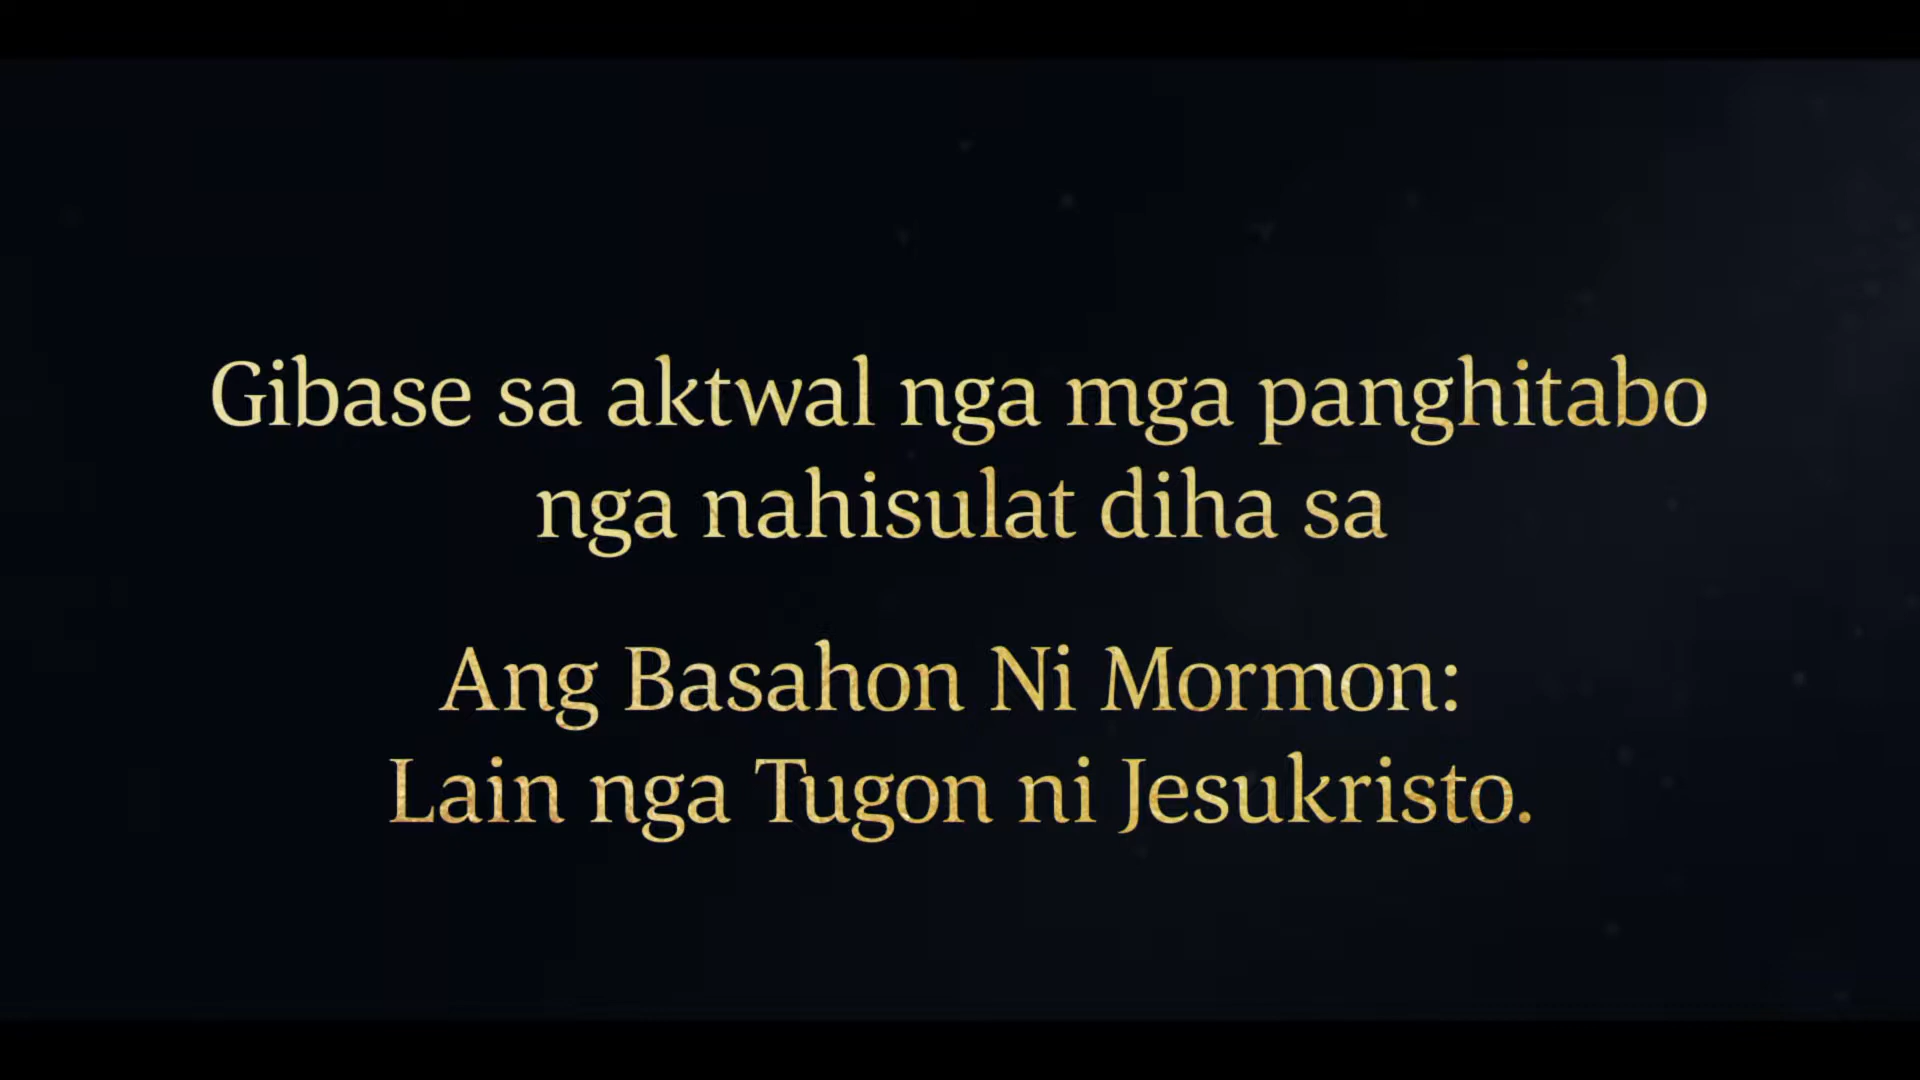 Gibase sa aktwal nga mga panghitabo
nga nahisulat diha sa
Ang Basahon Ni Mormon:
Lain nga Tugon ni Jesukristo.